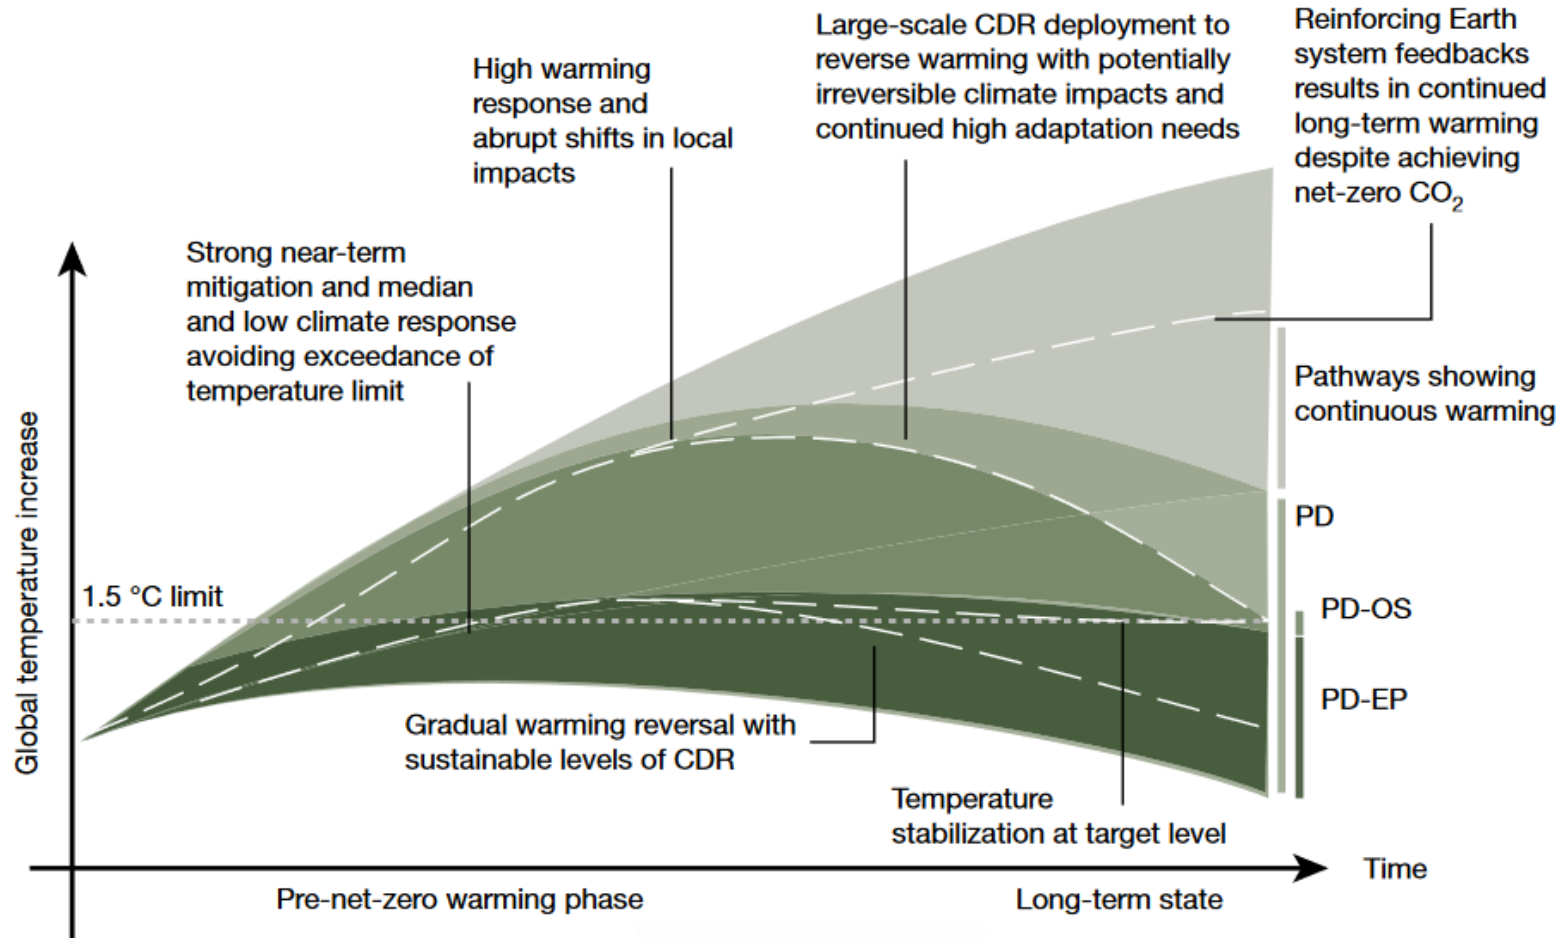 High warming
response and
abrupt shifts in local
impacts
Large-scale CDR deployment to
reverse warming with potentially
irreversible climate impacts and
continued high adaptation needs
Reinforcing Earth
system feedbacks
results in continued
long-term warming
despite achieving
net-zero CO₂
Strong near-term
mitigation and median
and low climate response
avoiding exceedance of
temperature limit
Pathways showing
continuous warming
PD
PD-OS
PD-EP
1.5 °C limit
Global temperature increase
Gradual warming reversal with
sustainable levels of CDR
Temperature
stabilization at target level
Time
Pre-net-zero warming phase
Long-term state